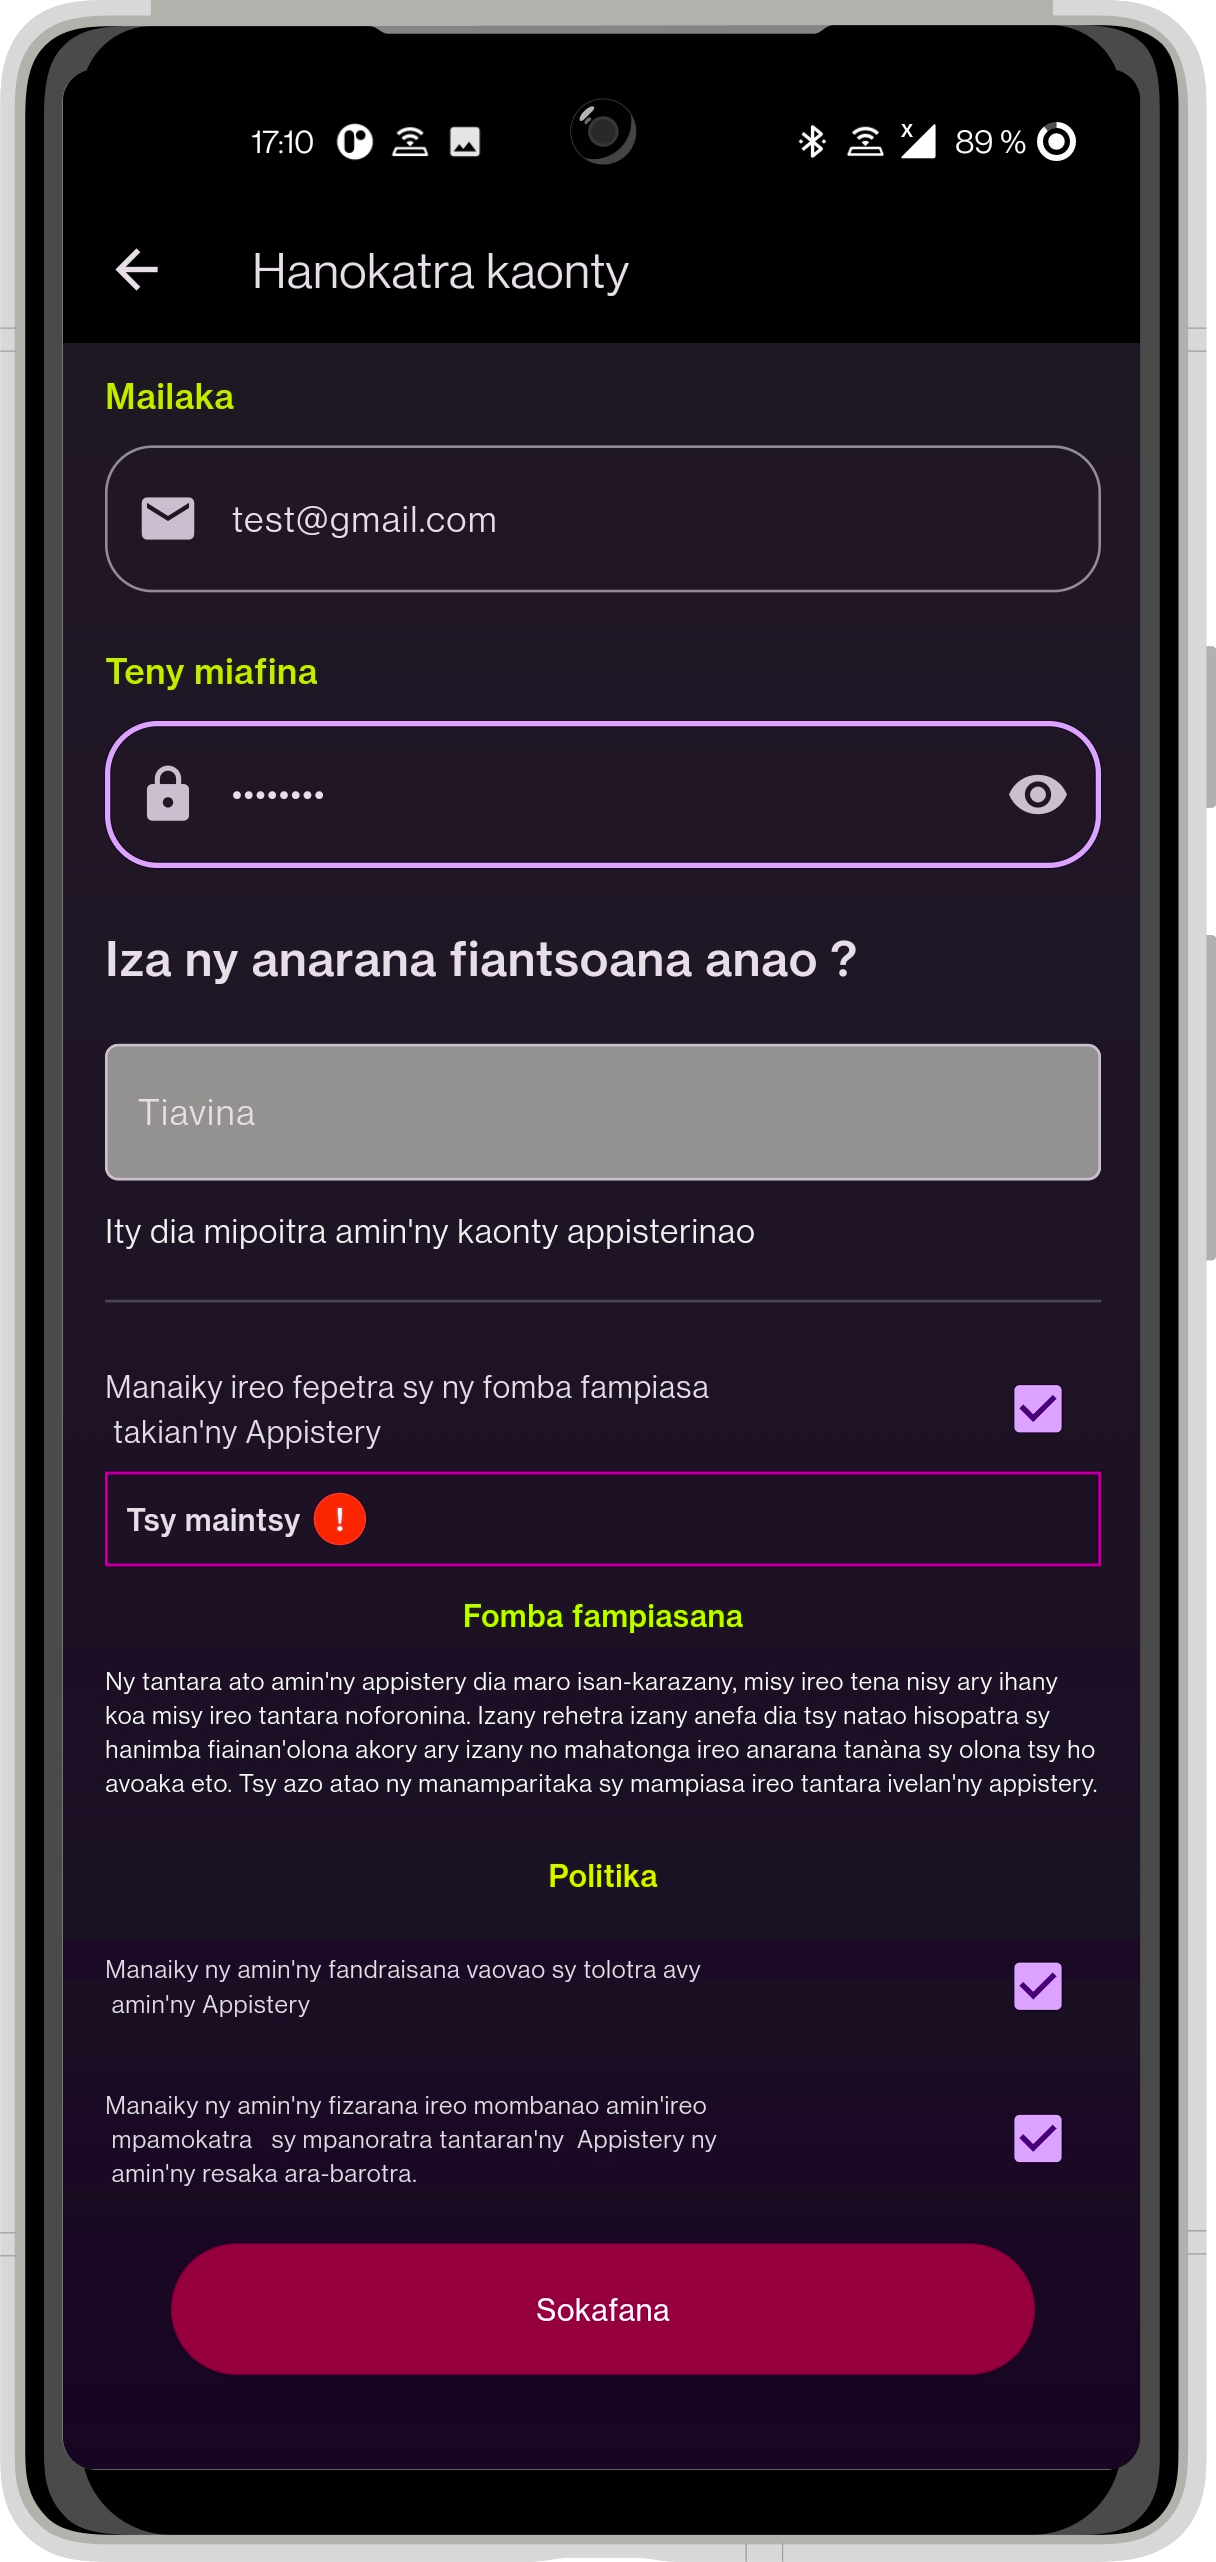 17:10
x
89 %
Hanokatra kaonty
Mailaka
test@gmail.com
Teny miafina
••••••••
Iza ny anarana fiantsoana anao ?
Tiavina
Ity dia mipoitra amin'ny kaonty appisterinao
Manaiky ireo fepetra sy ny fomba fampiasa
takian'ny Appistery
Tsy maintsy !
Fomba fampiasana
Ny tantara ato amin'ny appistery dia maro isan-karazany, misy ireo tena nisy ary ihany
koa misy ireo tantara noforonina. Izany rehetra izany anefa dia tsy natao hisopatra sy
hanimba fiainan'olona akory ary izany no mahatonga ireo anarana tanàna sy olona tsy ho
avoaka eto. Tsy azo atao ny manamparitaka sy mampiasa ireo tantara ivelan'ny appistery.
Politika
Manaiky ny amin'ny fandraisana vaovao sy tolotra avy
amin'ny Appistery
Manaiky ny amin'ny fizarana ireo mombanao amin'ireo
mpamokatra sy mpanoratra tantaran'ny Appistery ny
amin'ny resaka ara-barotra.
Sokafana